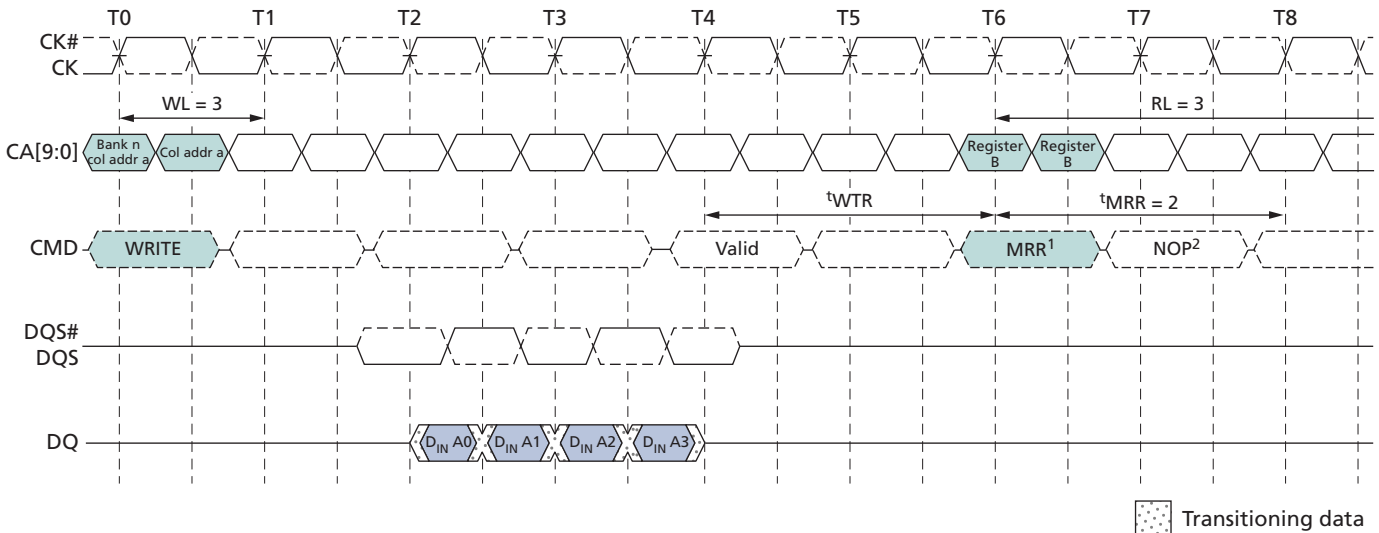 T0 T1 T2 T3 T4 T5 T6 T7 T8
CK#
CK
WL = 3 RL = 3
CA[9:0] Bank n col addr a Col addr a Register B Register B
tWTR tMRR = 2
CMD WRITE Valid MRR1 NOP2
DQS#
DQS
DQ DIN A0 DIN A1 DIN A2 DIN A3
Transitioning data